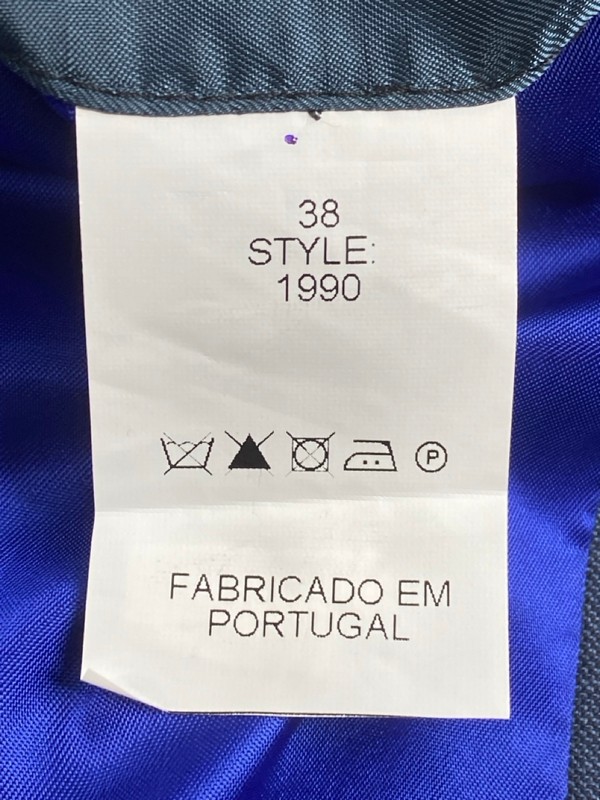 38
STYLE:
1990
P
FABRICADO EM
PORTUGAL